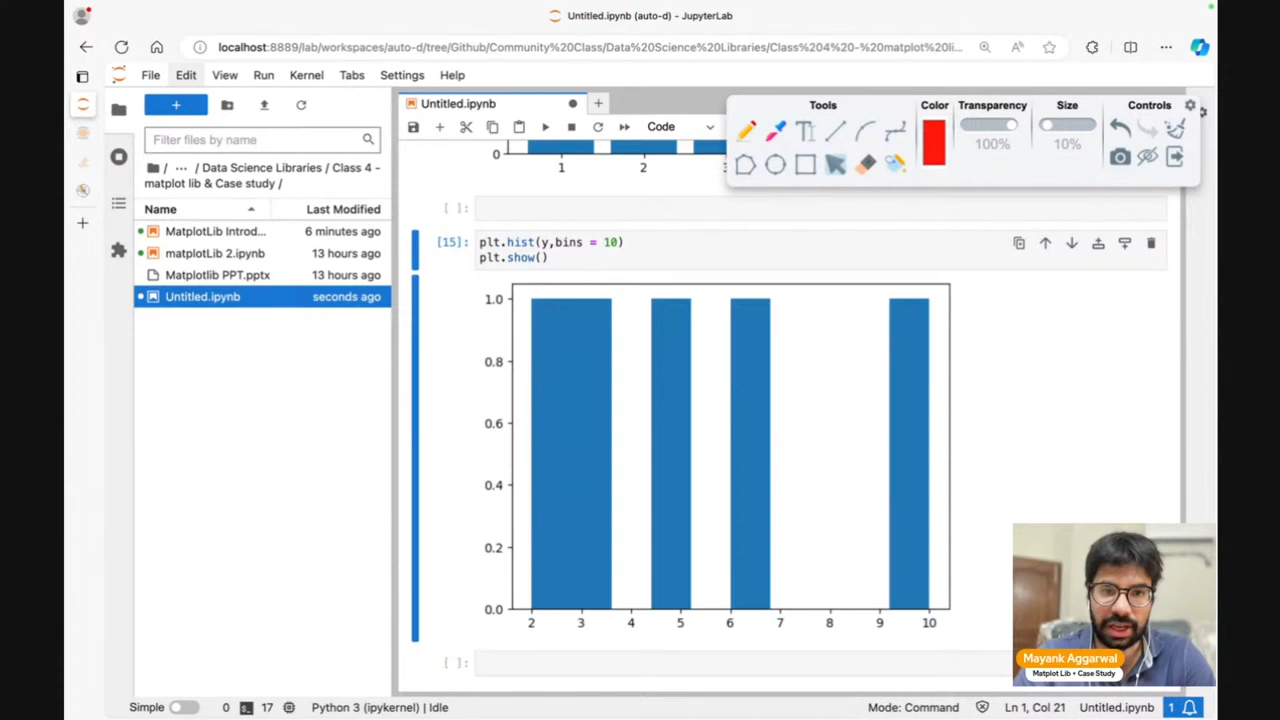 Untitled.ipynb (auto-d) - JupyterLab
localhost:8889/lab/workspaces/auto-d/tree/Github/Community%20Class/Data%20Science%20Libraries/Class%204%20-%20matplot%20li...
File Edit View Run Kernel Tabs Settings Help
Untitled.ipynb
Code
Filter files by name
/ ... / Data Science Libraries / Class 4 -
matplot lib & Case study /
Name Last Modified
MatplotLib Introd... 6 minutes ago
matplotLib 2.ipynb 13 hours ago
Matplotlib PPT.pptx 13 hours ago
Untitled.ipynb seconds ago
Tools Color Transparency Size Controls
100% 10%
0
1 2 3
[ ]:
[15]: plt.hist(y,bins = 10)
plt.show()
1.0
0.8
0.6
0.4
0.2
0.0
2 3 4 5 6 7 8 9 10
[ ]:
Mayank Aggarwal
Matplot Lib + Case Study
Simple 0 17 Python 3 (ipykernel) | Idle Mode: Command Ln 1, Col 21 Untitled.ipynb 1